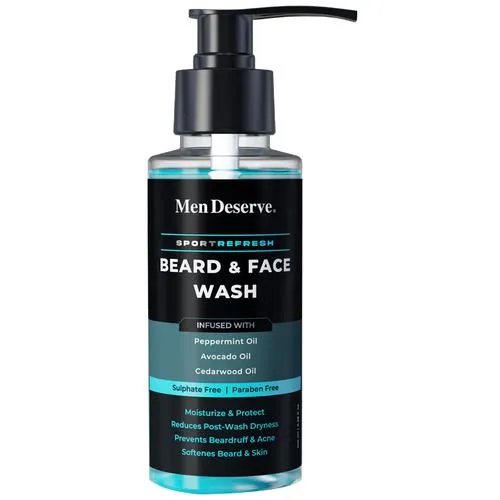 Men Deserve®
SPORTREFRESH
BEARD & FACE
WASH
INFUSED WITH
Peppermint Oil
Avocado Oil
Cedarwood Oil
Sulphate Free | Paraben Free
Moisturize & Protect
Reduces Post-Wash Dryness
Prevents Beardruff & Acne
Softenes Beard & Skin